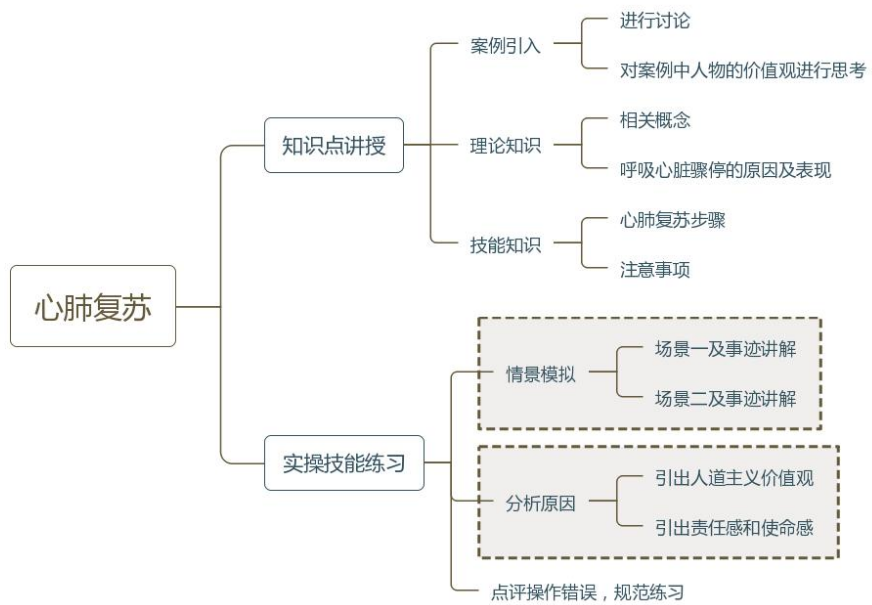 心肺复苏
知识点讲授
案例引入
进行讨论
对案例中人物的价值观进行思考
理论知识
相关概念
呼吸心脏骤停的原因及表现
技能知识
心肺复苏步骤
注意事项
实操技能练习
情景模拟
场景一及事迹讲解
场景二及事迹讲解
分析原因
引出人道主义价值观
引出责任感和使命感
点评操作错误，规范练习